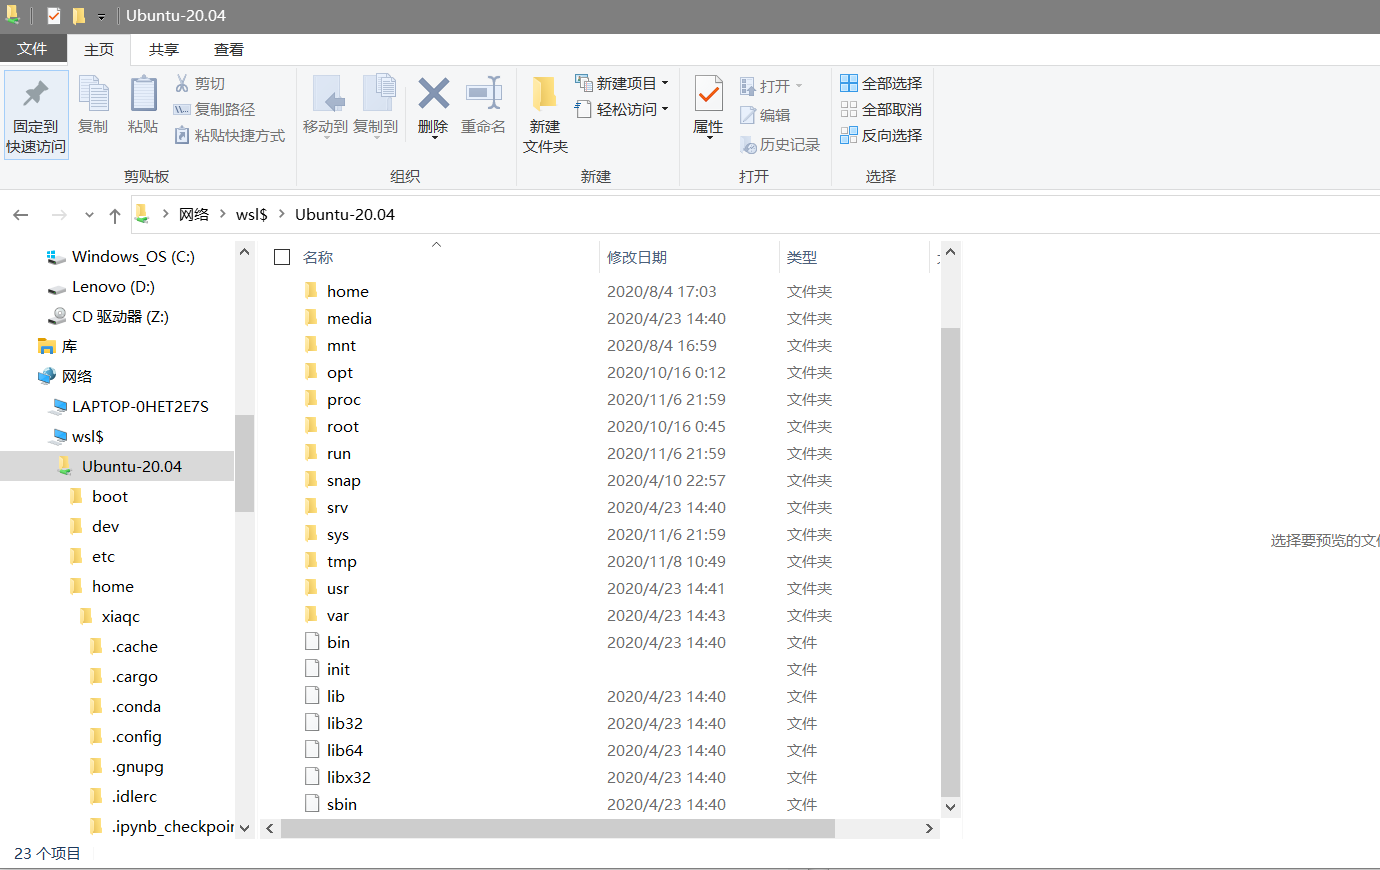 Ubuntu-20.04
文件 主页 共享 查看
固定到快速访问
复制
粘贴
剪切
复制路径
粘贴快捷方式
剪贴板
移动到
复制到
删除
重命名
组织
新建文件夹
新建项目
轻松访问
新建
属性
打开
编辑
历史记录
打开
全部选择
全部取消
反向选择
选择
网络 wsl$ Ubuntu-20.04
Windows_OS (C:)
Lenovo (D:)
CD 驱动器 (Z:)
库
网络
LAPTOP-0HET2E7S
wsl$
Ubuntu-20.04
boot
dev
etc
home
xiaqc
.cache
.cargo
.conda
.config
.gnupg
.idlerc
.ipynb_checkpoin
名称 修改日期 类型
home 2020/8/4 17:03 文件夹
media 2020/4/23 14:40 文件夹
mnt 2020/8/4 16:59 文件夹
opt 2020/10/16 0:12 文件夹
proc 2020/11/6 21:59 文件夹
root 2020/10/16 0:45 文件夹
run 2020/11/6 21:59 文件夹
snap 2020/4/10 22:57 文件夹
srv 2020/4/23 14:40 文件夹
sys 2020/11/6 21:59 文件夹
tmp 2020/11/8 10:49 文件夹
usr 2020/4/23 14:41 文件夹
var 2020/4/23 14:43 文件夹
bin 2020/4/23 14:40 文件
init 文件
lib 2020/4/23 14:40 文件
lib32 2020/4/23 14:40 文件
lib64 2020/4/23 14:40 文件
libx32 2020/4/23 14:40 文件
sbin 2020/4/23 14:40 文件
选择要预览的文件
23 个项目